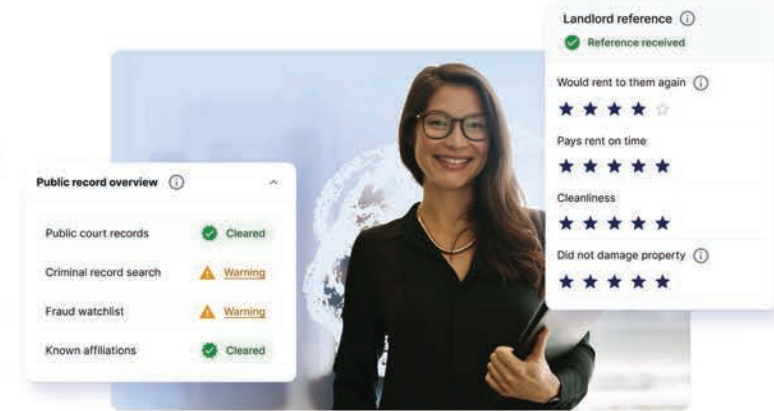 Landlord reference
Reference received
Would rent to them again
Pays rent on time
Cleanliness
Did not damage property
Public record overview
Public court records Cleared
Criminal record search Warning
Fraud watchlist Warning
Known affiliations Cleared